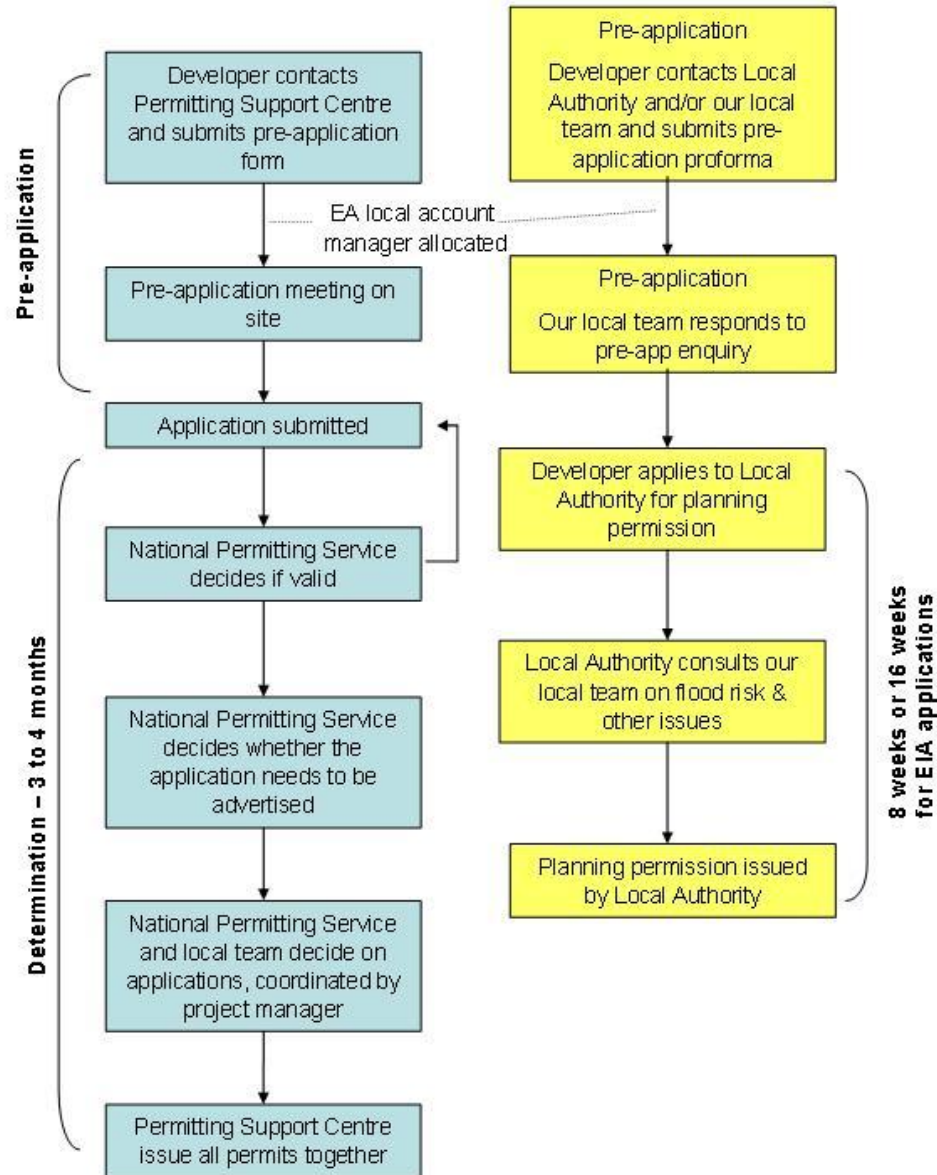 Pre-application
Developer contacts
Permitting Support Centre
and submits pre-application
form
Pre-application meeting on
site
Application submitted
Determination – 3 to 4 months
National Permitting Service
decides if valid
National Permitting Service
decides whether the
application needs to be
advertised
National Permitting Service
and local team decide on
applications, coordinated by
project manager
Permitting Support Centre
issue all permits together
EA local account
manager allocated
Pre-application
Developer contacts Local
Authority and/or our local
team and submits pre-
application proforma
Pre-application
Our local team responds to
pre-app enquiry
Developer applies to Local
Authority for planning
permission
Local Authority consults our
local team on flood risk &
other issues
Planning permission issued
by Local Authority
8 weeks or 16 weeks
for EIA applications